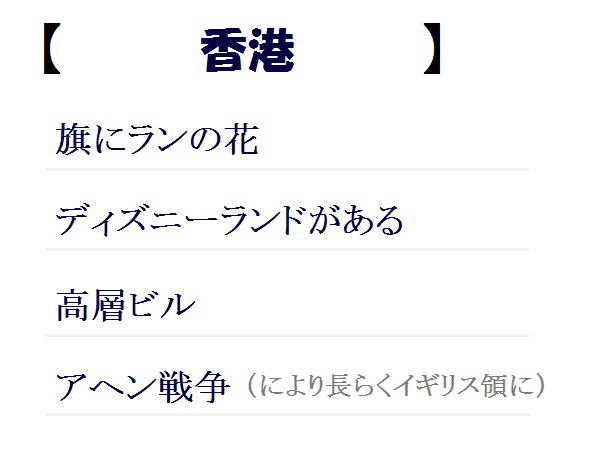 【 香港 】
旗にランの花
ディズニーランドがある
高層ビル
アヘン戦争（により長らくイギリス領に）